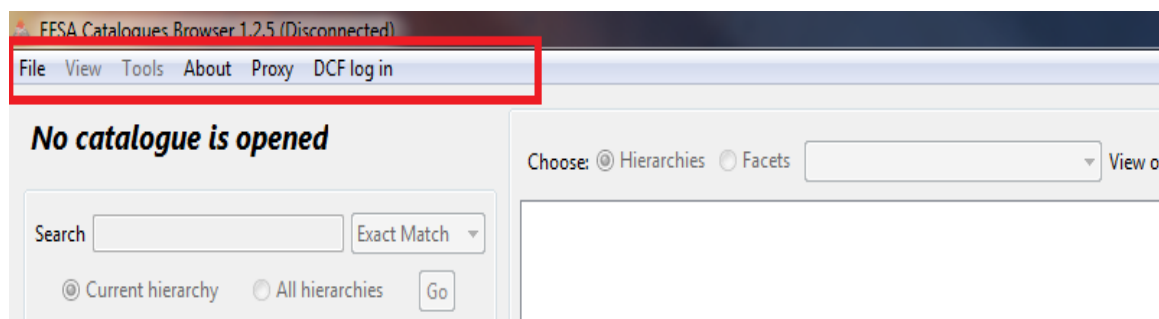 EFSA Catalogues Browser 1.2.5 (Disconnected)
File View Tools About Proxy DCF log in
No catalogue is opened
Choose: Hierarchies Facets View o
Search Exact Match
Current hierarchy All hierarchies Go